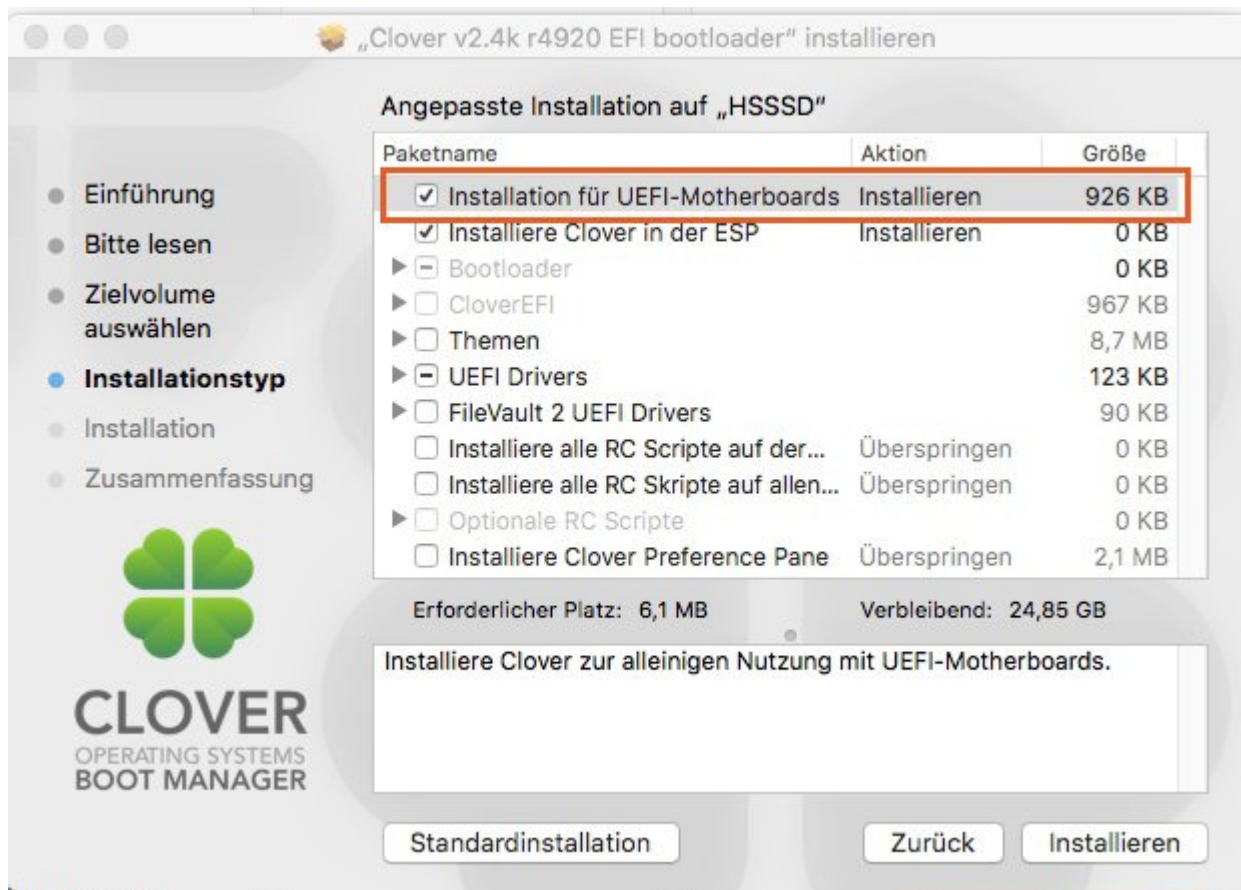 „Clover v2.4k r4920 EFI bootloader" installieren
Angepasste Installation auf „HSSSD"
Paketname Aktion Größe
Installation für UEFI-Motherboards Installieren 926 KB
Installiere Clover in der ESP Installieren 0 KB
Bootloader 0 KB
CloverEFI 967 KB
Themen 8,7 MB
UEFI Drivers 123 KB
FileVault 2 UEFI Drivers 90 KB
Installiere alle RC Scripte auf der... Überspringen 0 KB
Installiere alle RC Skripte auf allen... Überspringen 0 KB
Optionale RC Scripte 0 KB
Installiere Clover Preference Pane Überspringen 2,1 MB
Einführung
Bitte lesen
Zielvolume
auswählen
Installationstyp
Installation
Zusammenfassung
CLOVER
OPERATING SYSTEMS
BOOT MANAGER
Erforderlicher Platz: 6,1 MB Verbleibend: 24,85 GB
Installiere Clover zur alleinigen Nutzung mit UEFI-Motherboards.
Standardinstallation Zurück Installieren